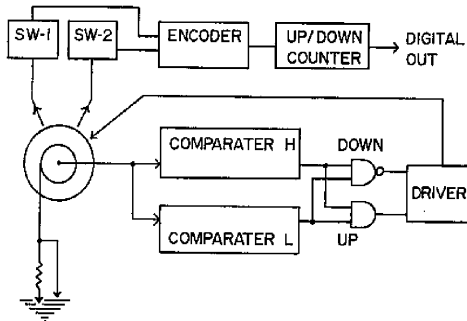 SW-1
SW-2
ENCODER
UP/DOWN
COUNTER
DIGITAL
OUT
COMPARATER H
DOWN
DRIVER
COMPARATER L
UP